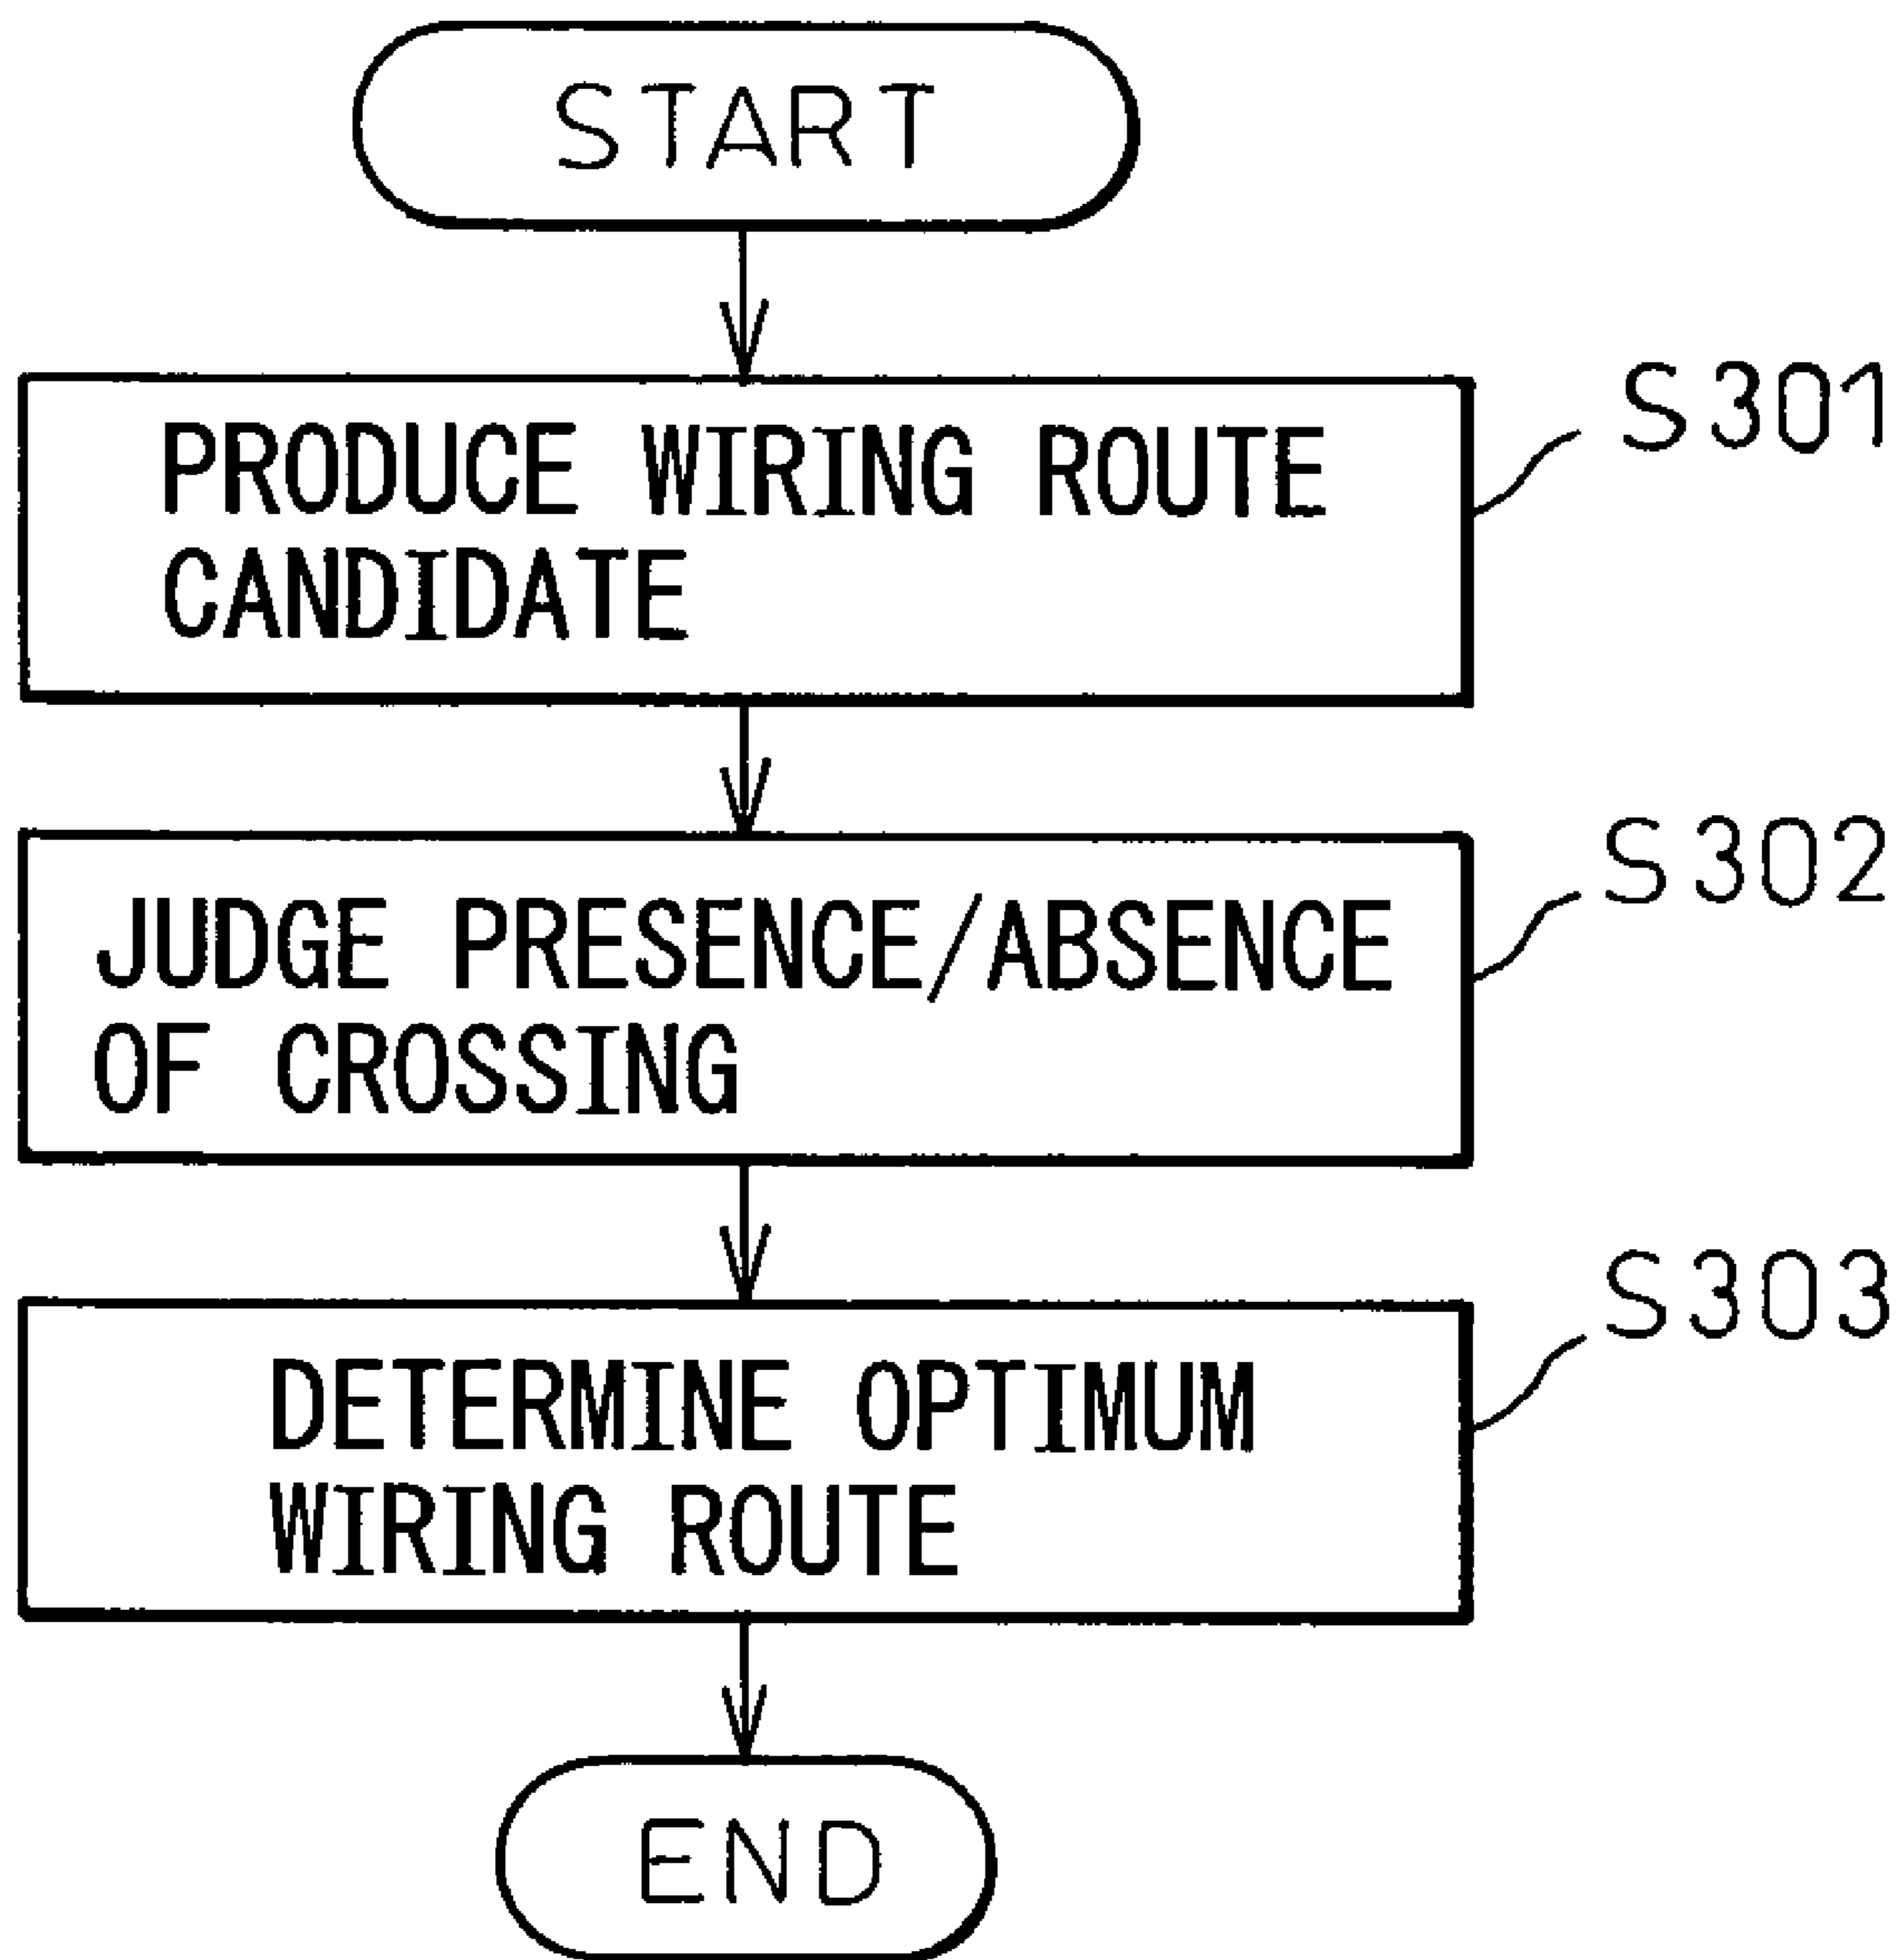 START
S301
PRODUCE WIRING ROUTE
CANDIDATE
S302
JUDGE PRESENCE/ABSENCE
OF CROSSING
S303
DETERMINE OPTIMUM
WIRING ROUTE
END